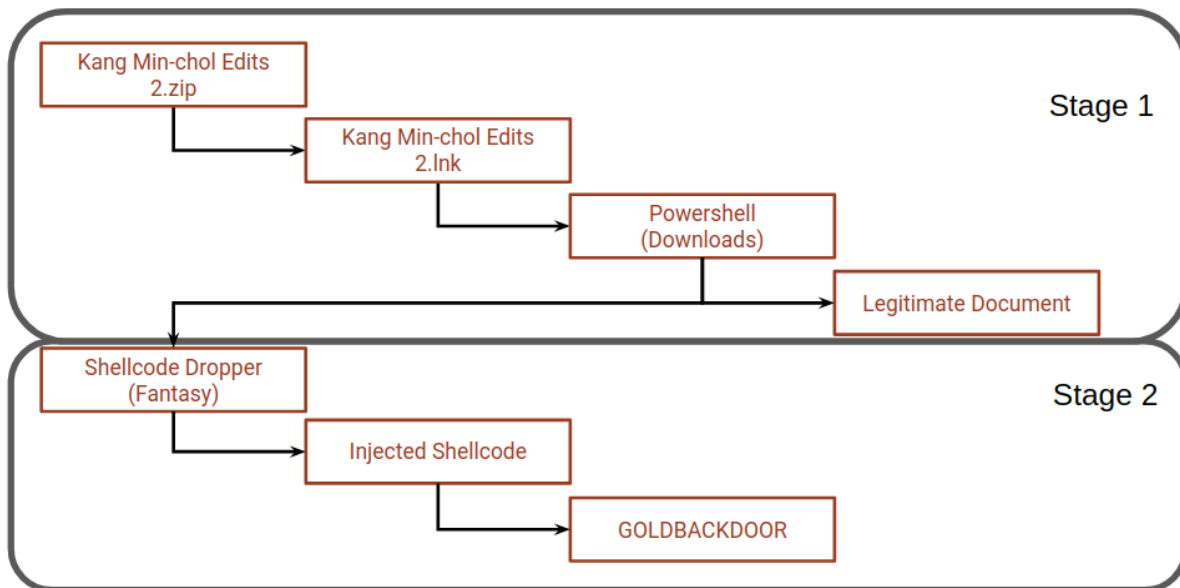 Kang Min-chol Edits
2.zip
Stage 1
Kang Min-chol Edits
2.lnk
Powershell
(Downloads)
Legitimate Document
Shellcode Dropper
(Fantasy)
Stage 2
Injected Shellcode
GOLDBACKDOOR